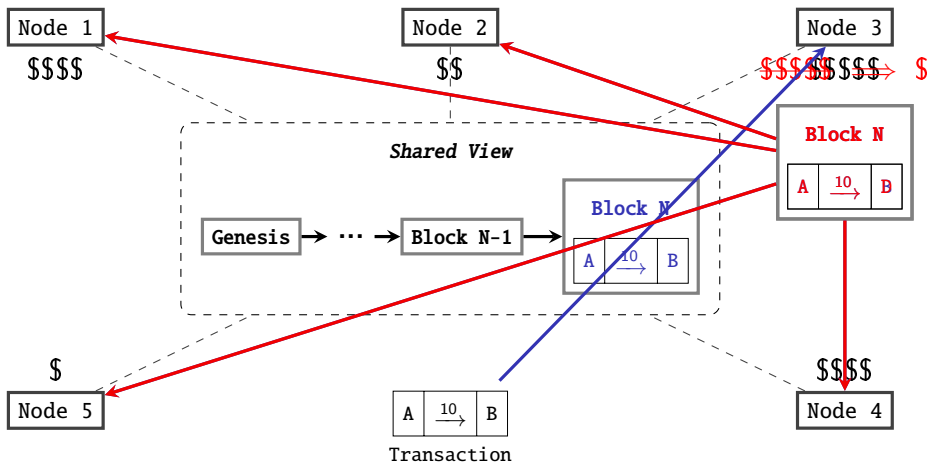 Node 1
Node 2
Node 3
$$$$
$$
$$$$$ → $
Block N
A 10 → B
Shared View
Genesis → ⋯ → Block N-1 →
Block N
A 10 → B
$
$$$$
Node 5
Node 4
A 10 → B
Transaction